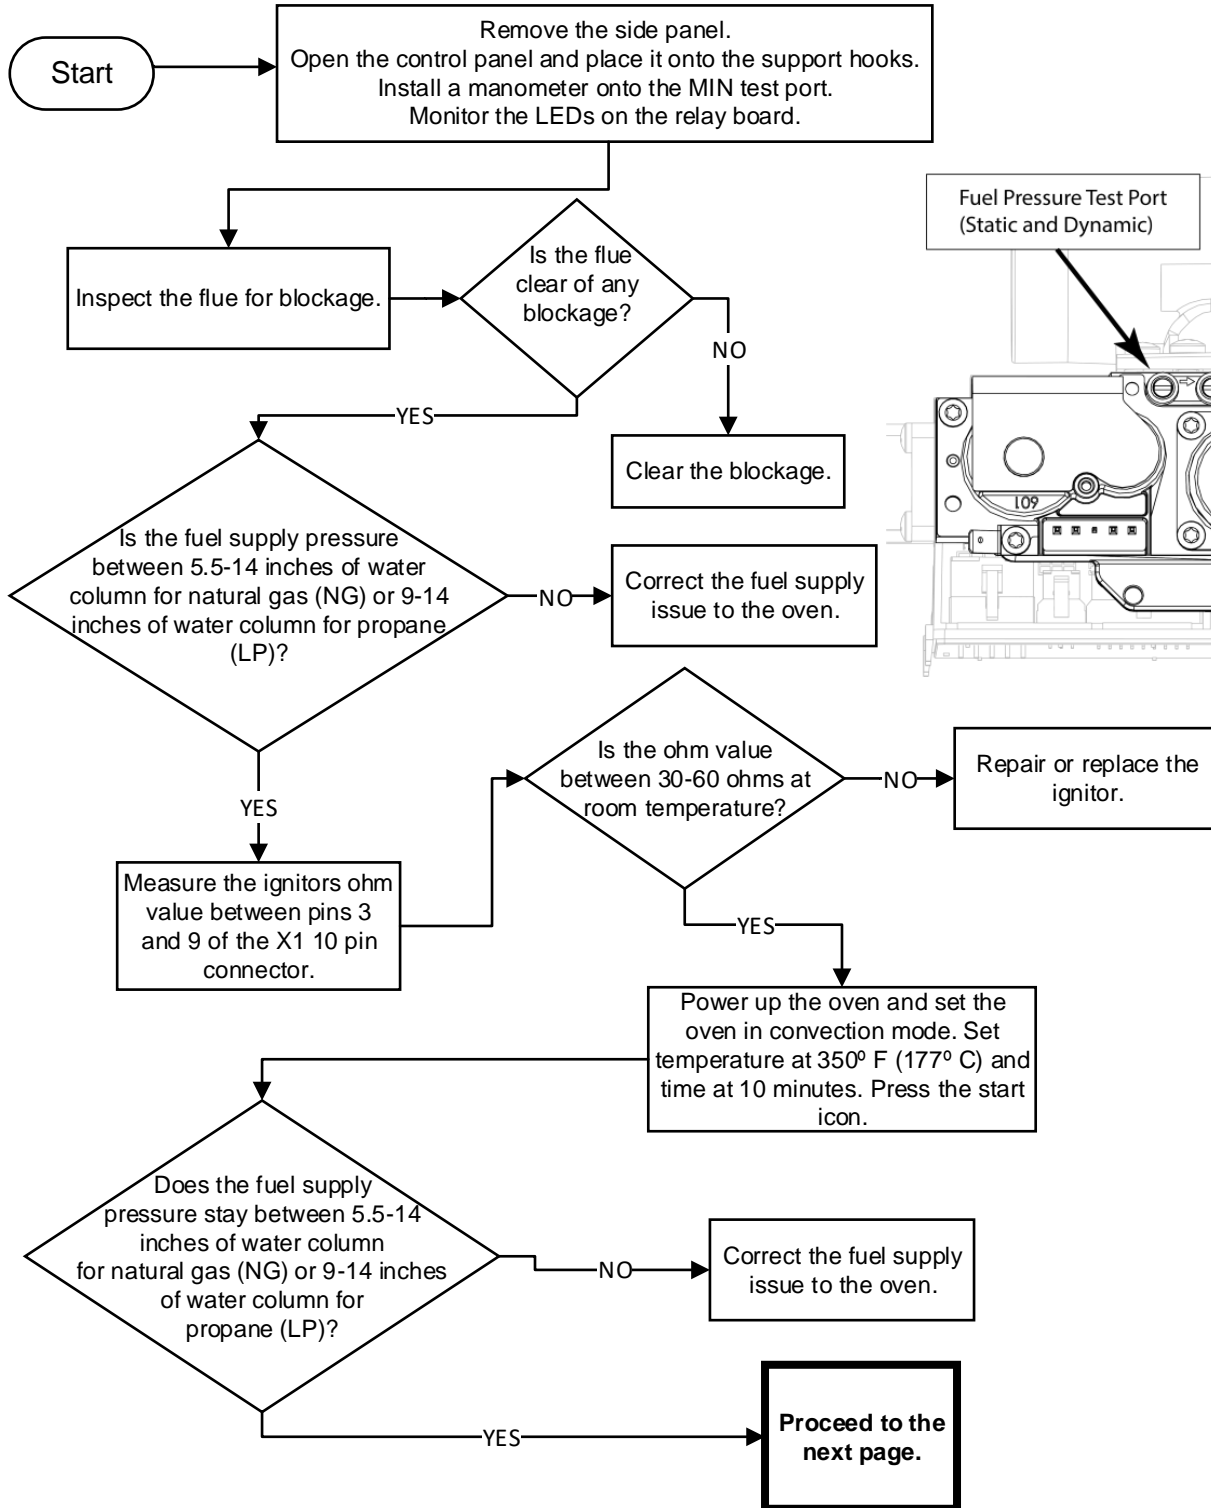 Start
Remove the side panel.
Open the control panel and place it onto the support hooks.
Install a manometer onto the MIN test port.
Monitor the LEDs on the relay board.
Fuel Pressure Test Port
(Static and Dynamic)
Inspect the flue for blockage.
Is the flue
clear of any
blockage?
NO
YES
Clear the blockage.
601
Is the fuel supply pressure
between 5.5-14 inches of water
column for natural gas (NG) or 9-14
inches of water column for propane
(LP)?
NO
Correct the fuel supply
issue to the oven.
YES
Measure the ignitors ohm
value between pins 3
and 9 of the X1 10 pin
connector.
Is the ohm value
between 30-60 ohms at
room temperature?
NO
Repair or replace the
ignitor.
YES
Power up the oven and set the
oven in convection mode. Set
temperature at 350º F (177º C) and
time at 10 minutes. Press the start
icon.
Does the fuel supply
pressure stay between 5.5-14
inches of water column
for natural gas (NG) or 9-14 inches
of water column for
propane (LP)?
NO
Correct the fuel supply
issue to the oven.
YES
Proceed to the
next page.